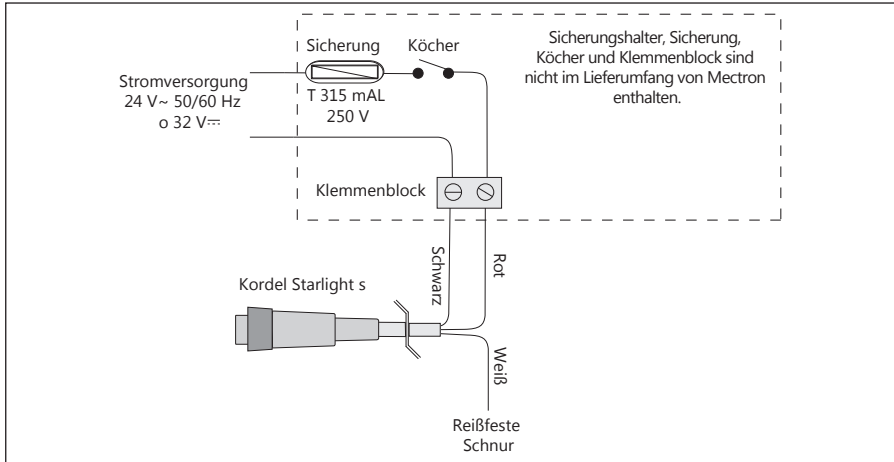 Sicherung
Köcher
Sicherungshalter, Sicherung,
Köcher und Klemmenblock sind
nicht im Lieferumfang von Mectron
enthalten.
Stromversorgung
24 V~ 50/60 Hz
o 32 V⎓
T 315 mAL
250 V
Klemmenblock
Schwarz
Rot
Kordel Starlight s
Weiß
Reißfeste
Schnur